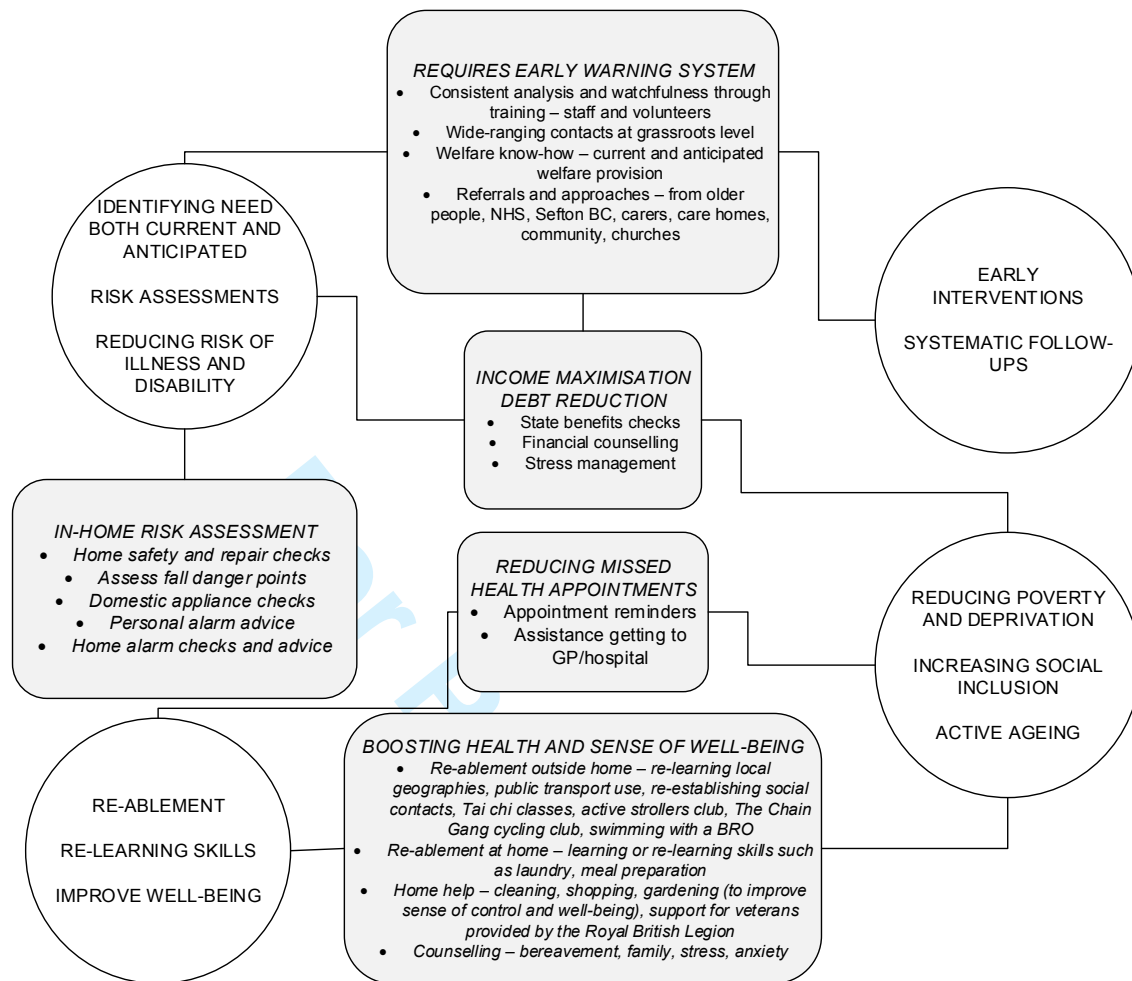 REQUIRES EARLY WARNING SYSTEM
• Consistent analysis and watchfulness through
training – staff and volunteers
• Wide-ranging contacts at grassroots level
• Welfare know-how – current and anticipated
welfare provision
• Referrals and approaches – from older
people, NHS, Sefton BC, carers, care homes,
community, churches
IDENTIFYING NEED
BOTH CURRENT AND
ANTICIPATED
RISK ASSESSMENTS
REDUCING RISK OF
ILLNESS AND
DISABILITY
EARLY
INTERVENTIONS
SYSTEMATIC FOLLOW-
UPS
INCOME MAXIMISATION
DEBT REDUCTION
• State benefits checks
• Financial counselling
• Stress management
IN-HOME RISK ASSESSMENT
• Home safety and repair checks
• Assess fall danger points
• Domestic appliance checks
• Personal alarm advice
• Home alarm checks and advice
REDUCING MISSED
HEALTH APPOINTMENTS
• Appointment reminders
• Assistance getting to
GP/hospital
REDUCING POVERTY
AND DEPRIVATION
INCREASING SOCIAL
INCLUSION
ACTIVE AGEING
RE-ABLEMENT
RE-LEARNING SKILLS
IMPROVE WELL-BEING
BOOSTING HEALTH AND SENSE OF WELL-BEING
• Re-ablement outside home – re-learning local
geographies, public transport use, re-establishing social
contacts, Tai chi classes, active strollers club, The Chain
Gang cycling club, swimming with a BRO
• Re-ablement at home – learning or re-learning skills such
as laundry, meal preparation
• Home help – cleaning, shopping, gardening (to improve
sense of control and well-being), support for veterans
provided by the Royal British Legion
• Counselling – bereavement, family, stress, anxiety